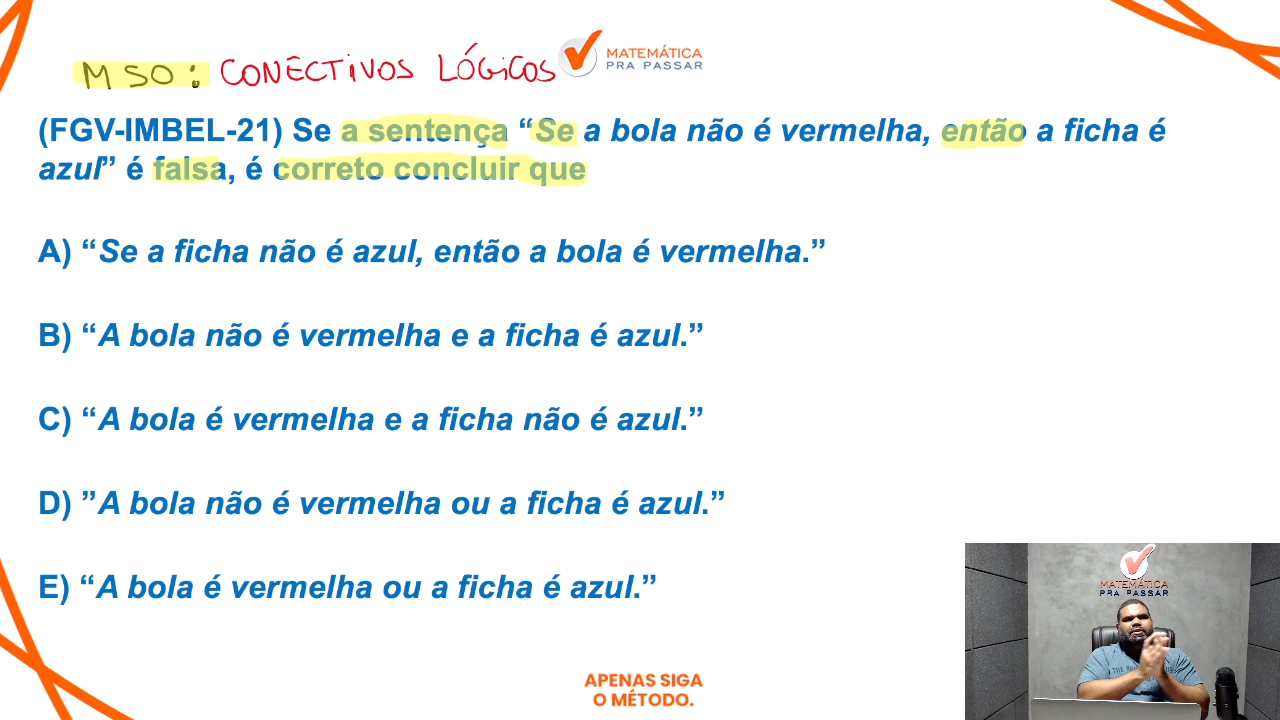 MSO: CONECTIVOS LÓGICOS
MATEMÁTICA
PRA PASSAR
(FGV-IMBEL-21) Se a sentença “Se a bola não é vermelha, então a ficha é
azul” é falsa, é correto concluir que
A) “Se a ficha não é azul, então a bola é vermelha.”
B) “A bola não é vermelha e a ficha é azul.”
C) “A bola é vermelha e a ficha não é azul.”
D) ”A bola não é vermelha ou a ficha é azul.”
E) “A bola é vermelha ou a ficha é azul.”
MATEMÁTICA
PRA PASSAR
APENAS SIGA
O MÉTODO.